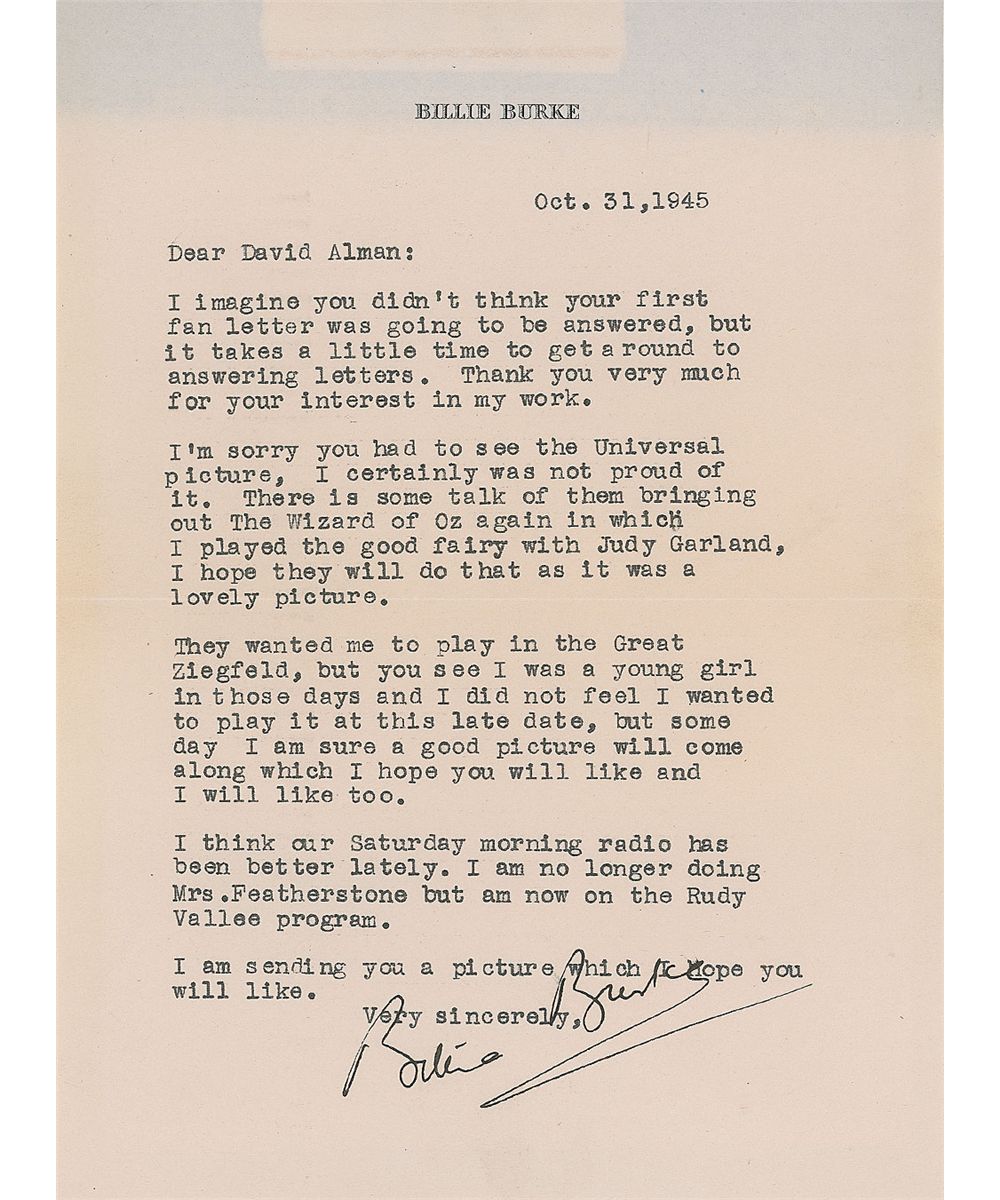 BILLIE BURKE
Oct. 31,1945
Dear David Alman:
I imagine you didn't think your first
fan letter was going to be answered, but
it takes a little time to get around to
answering letters. Thank you very much
for your interest in my work.
I'm sorry you had to see the Universal
picture, I certainly was not proud of
it. There is some talk of them bringing
out The Wizard of Oz again in which
I played the good fairy with Judy Garland,
I hope they will do that as it was a
lovely picture.
They wanted me to play in the Great
Ziegfeld, but you see I was a young girl
in those days and I did not feel I wanted
to play it at this late date, but some
day I am sure a good picture will come
along which I hope you will like and
I will like too.
I think our Saturday morning radio has
been better lately. I am no longer doing
Mrs.Featherstone but am now on the Rudy
Vallee program.
I am sending you a picture which I hope you
will like.
Very sincerely,
Billie Burke